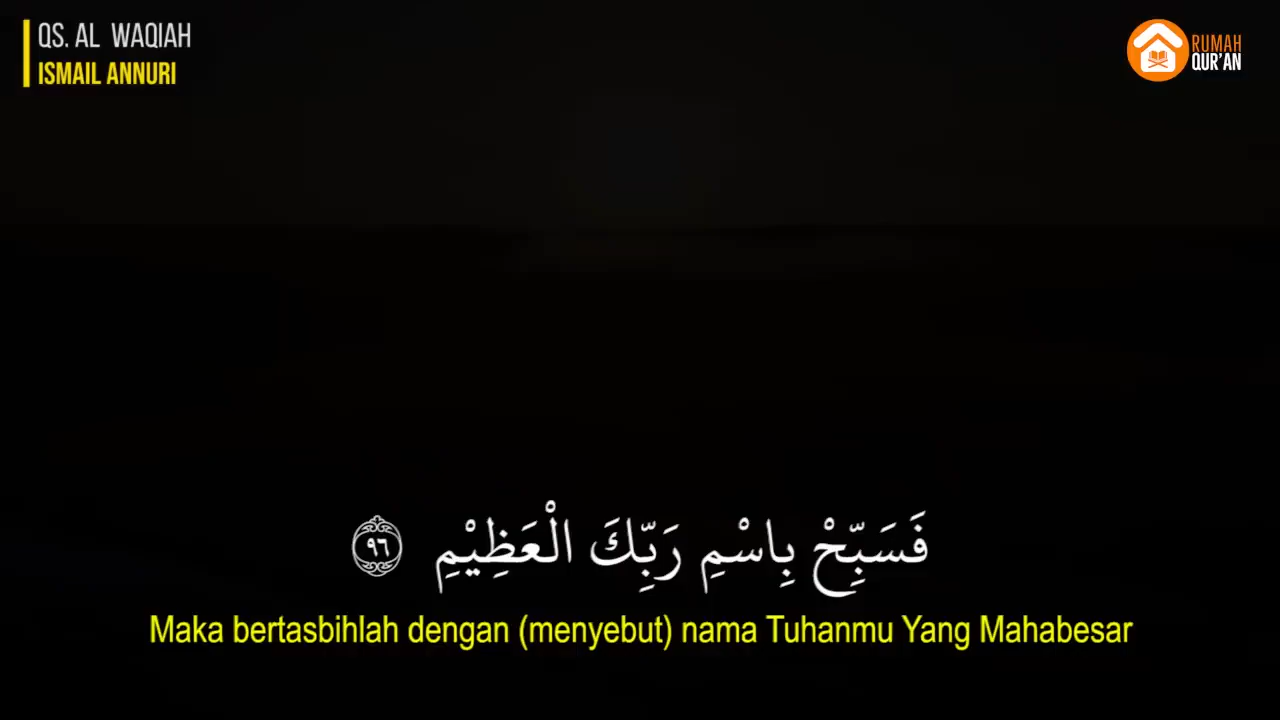 QS. AL WAQIAH
ISMAIL ANNURI
RUMAH
QUR'AN
فَسَبِّحْ بِاسْمِ رَبِّكَ الْعَظِيْمِ ٩٦
Maka bertasbihlah dengan (menyebut) nama Tuhanmu Yang Mahabesar